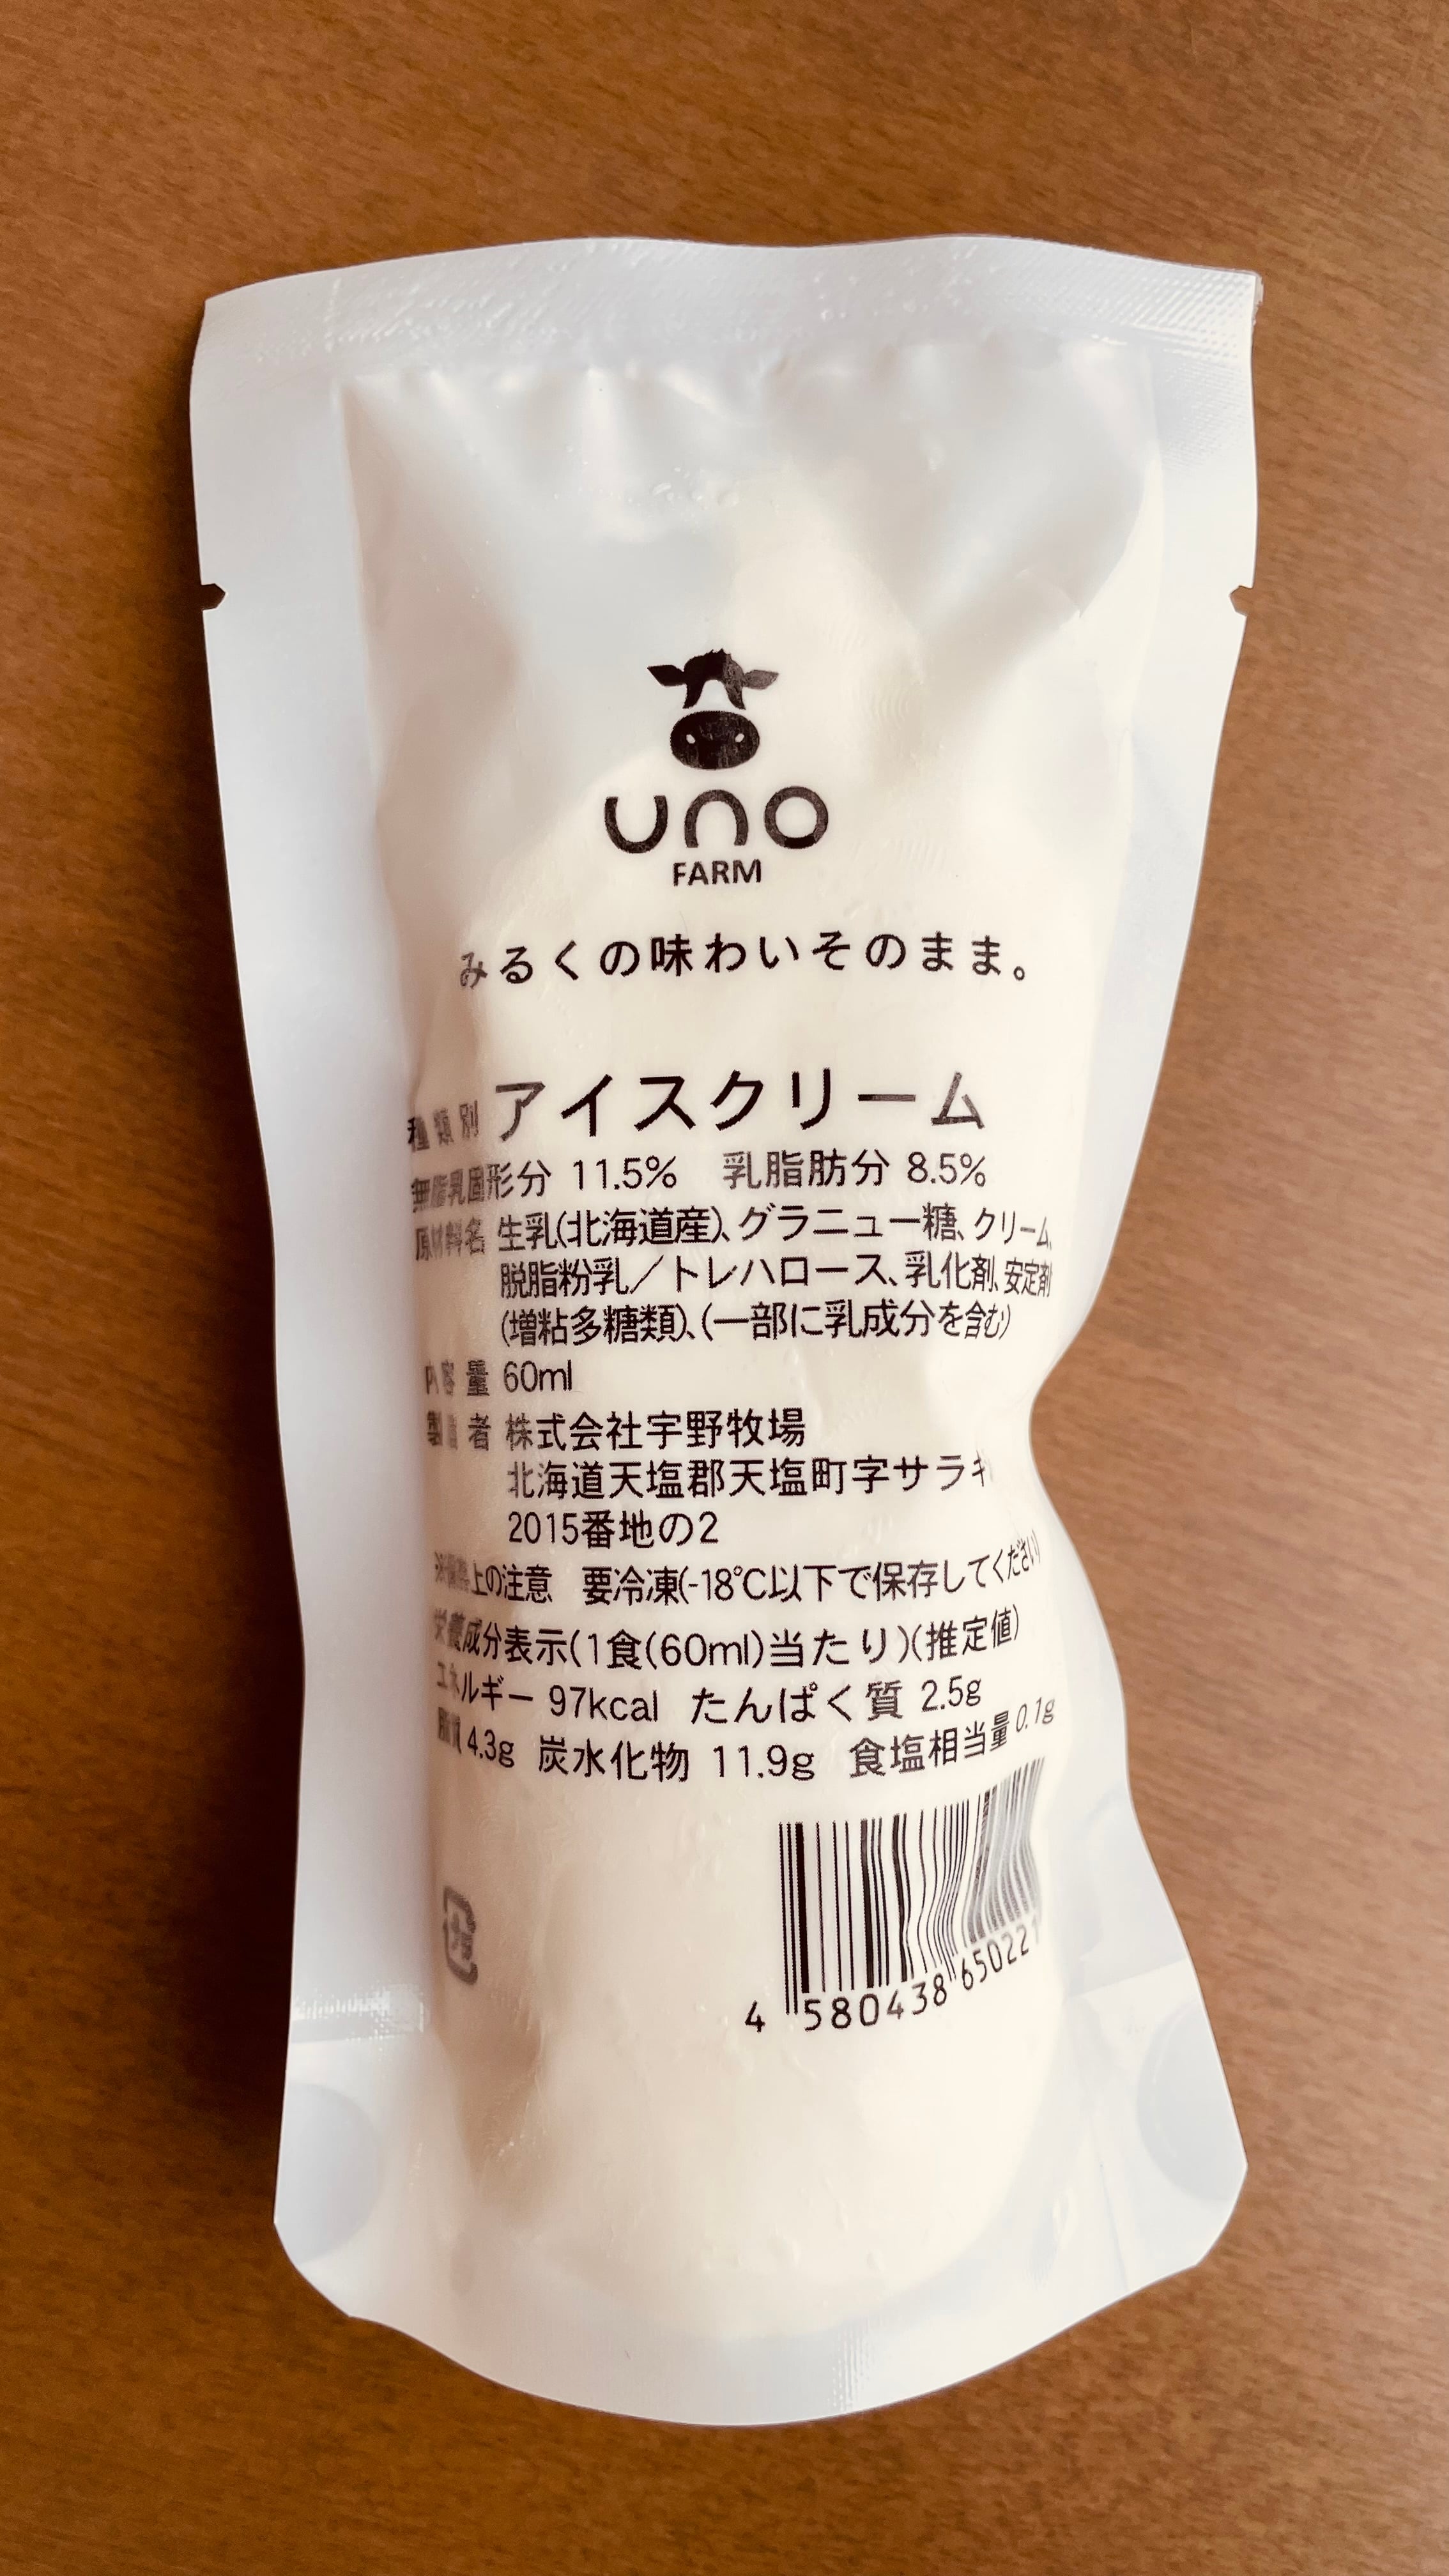 uno
FARM
みるくの味わいそのまま。
種類別 アイスクリーム
無脂乳固形分 11.5% 乳脂肪分 8.5%
原材料名 生乳(北海道産)、グラニュー糖、クリーム、
脱脂粉乳／トレハロース、乳化剤、安定剤
(増粘多糖類)、(一部に乳成分を含む)
内容量 60ml
製造者 株式会社宇野牧場
北海道天塩郡天塩町字サラキ
2015番地の2
上の注意 要冷凍(-18℃以下で保存してください)
栄養成分表示(1食(60ml)当たり)(推定値)
エネルギー 97kcal たんぱく質 2.5g
脂質 4.3g 炭水化物 11.9g 食塩相当量 0.1g
プラ
4 580438 650221